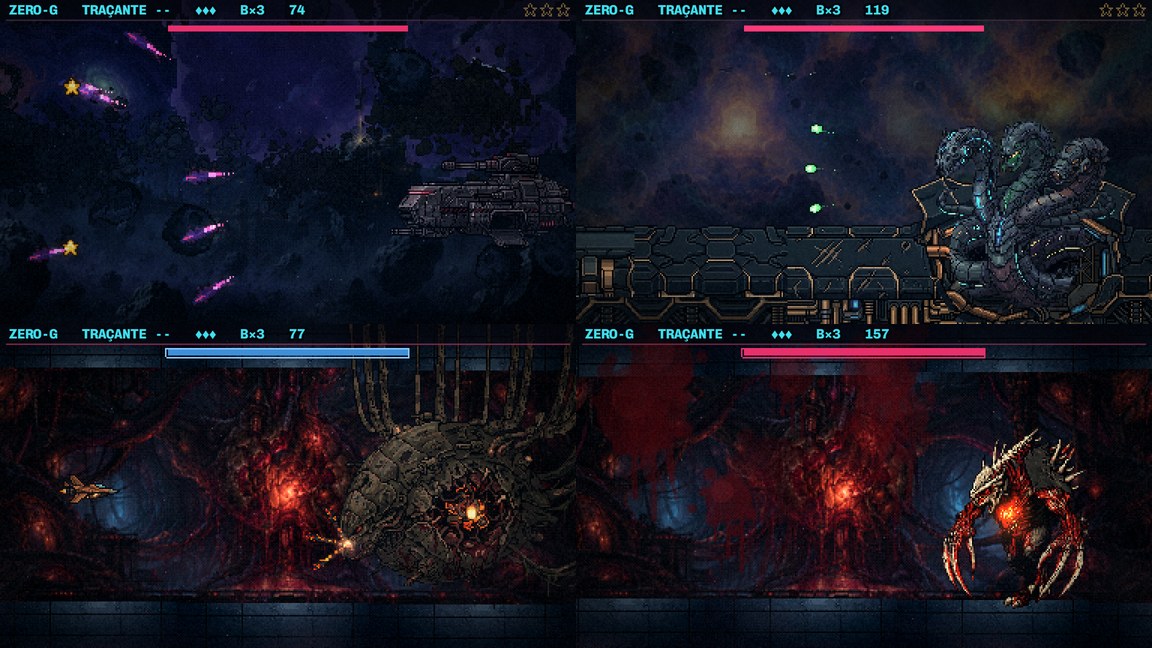 ZERO-G TRAÇANTE -- ♦♦♦ B×3 74
ZERO-G TRAÇANTE -- ♦♦♦ B×3 119
ZERO-G TRAÇANTE -- ♦♦♦ B×3 77
ZERO-G TRAÇANTE -- ♦♦♦ B×3 157